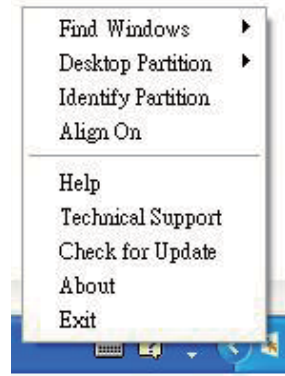 Find Windows
Desktop Partition
Identify Partition
Align On
Help
Technical Support
Check for Update
About
Exit